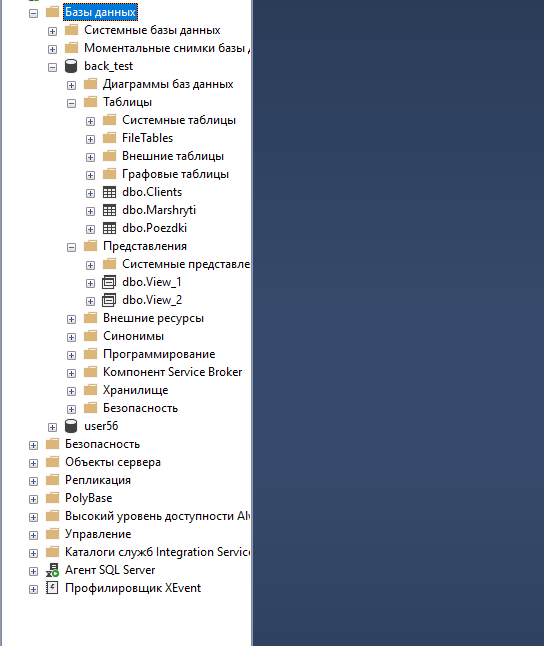 Базы данных
Системные базы данных
Моментальные снимки базы
back_test
Диаграммы баз данных
Таблицы
Системные таблицы
FileTables
Внешние таблицы
Графовые таблицы
dbo.Clients
dbo.Marshryti
dbo.Poezdki
Представления
Системные представле
dbo.View_1
dbo.View_2
Внешние ресурсы
Синонимы
Программирование
Компонент Service Broker
Хранилище
Безопасность
user56
Безопасность
Объекты сервера
Репликация
PolyBase
Высокий уровень доступности Al
Управление
Каталоги служб Integration Service
Агент SQL Server
Профилировщик XEvent